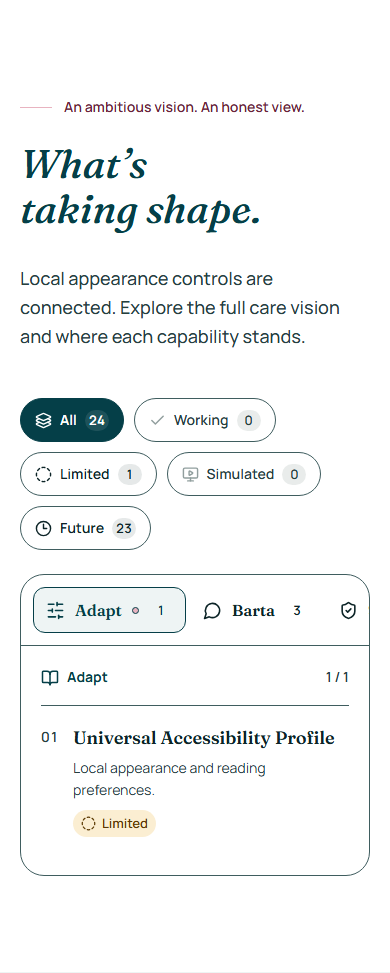 An ambitious vision. An honest view.
What’s
taking shape.
Local appearance controls are
connected. Explore the full care vision
and where each capability stands.
All 24
Working 0
Limited 1
Simulated 0
Future 23
Adapt 1
Barta 3
Adapt
1 / 1
01 Universal Accessibility Profile
Local appearance and reading
preferences.
Limited